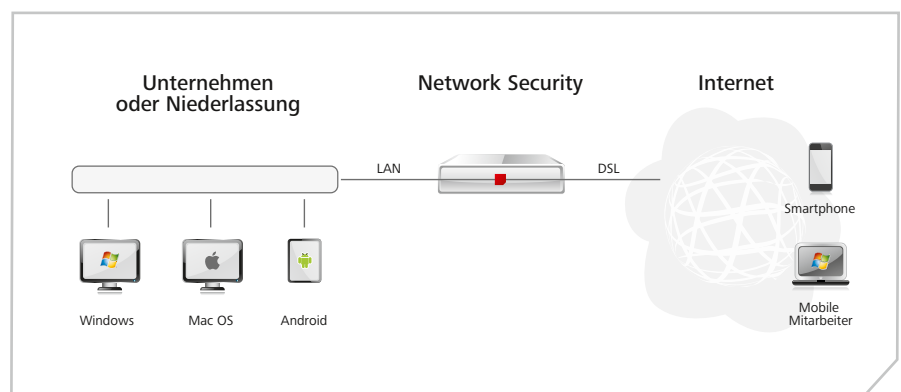 Unternehmen
oder Niederlassung
Network Security
Internet
LAN
DSL
Smartphone
Windows
Mac OS
Android
Mobile
Mitarbeiter